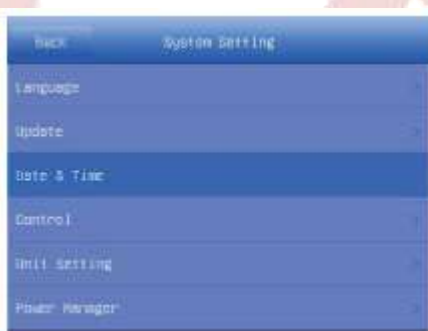 Back System Setting
Language
Update
Date & Time
Control
Unit Setting
Power Manager